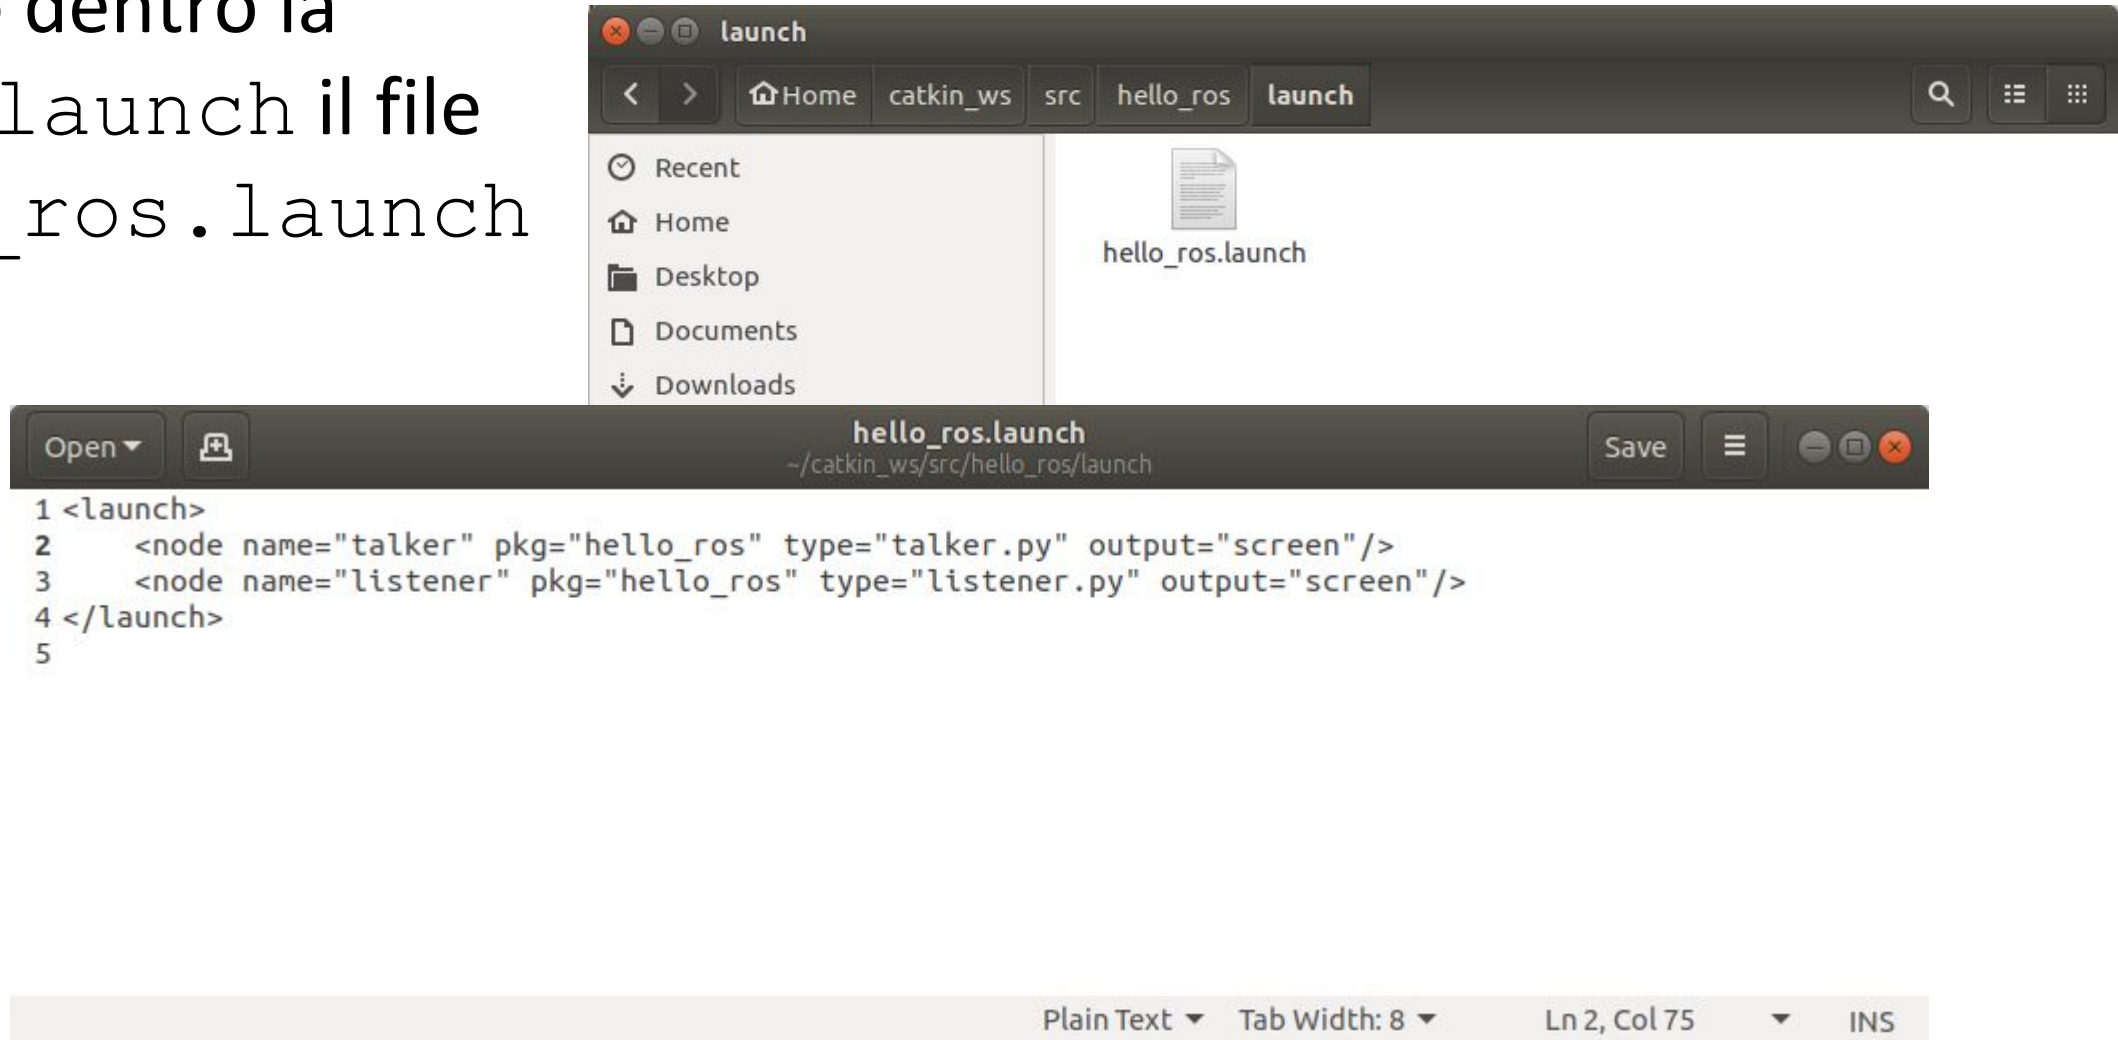 dentro la
launch il file
_ros.launch
launch
Home catkin_ws src hello_ros launch
Recent
Home
Desktop
Documents
Downloads
hello_ros.launch
Open
hello_ros.launch
~/catkin_ws/src/hello_ros/launch
Save
1 <launch>
2     <node name="talker" pkg="hello_ros" type="talker.py" output="screen"/>
3     <node name="listener" pkg="hello_ros" type="listener.py" output="screen"/>
4 </launch>
5
Plain Text Tab Width: 8 Ln 2, Col 75 INS